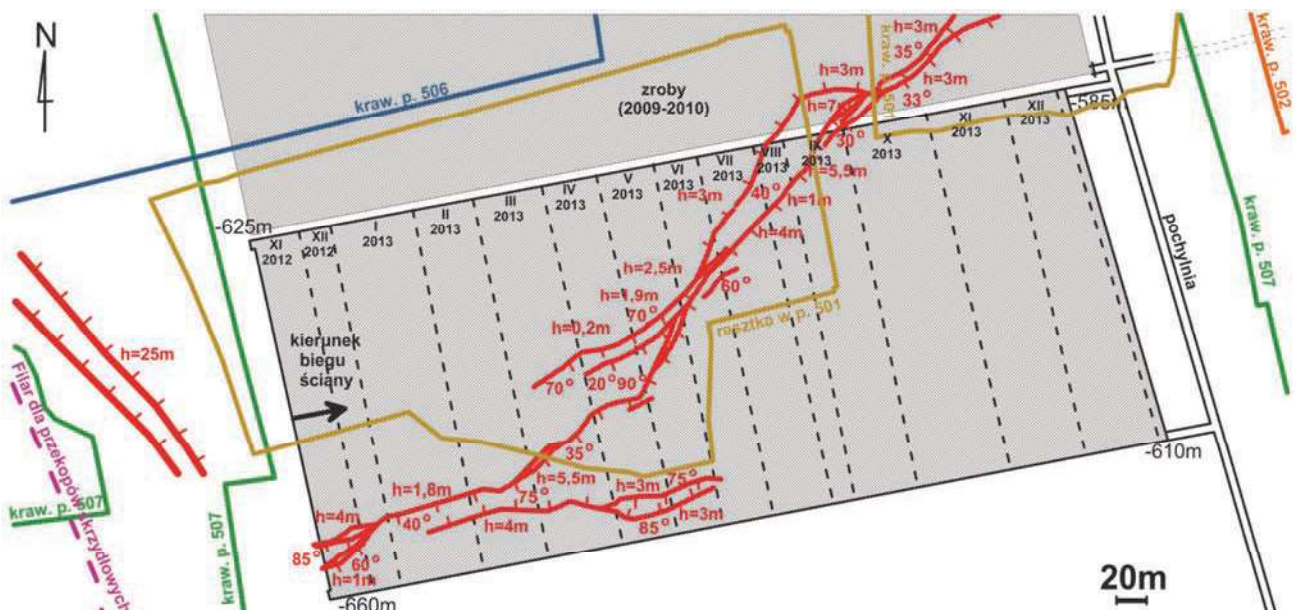 N
kraw. p. 506
zroby
(2009-2010)
kraw. p. 501
35°
h=3m
h=3m
33°
h=7
30°
kraw. p. 502
-585m
XI
2012
XII
2012
I
2013
II
2013
III
2013
IV
2013
V
2013
VI
2013
VII
2013
VIII
2013
IX
2013
X
2013
XI
2013
XII
2013
-625m
h=5,5m
h=3m
40°
h=1m
h=4m
pochylnia
kraw. p. 507
h=2,5m
60°
h=1,9m
70°
h=0,2m
resztka w p. 501
70°
20°
90°
h=25m
kierunek
biegu
ściany
Filar dla przekopów skrzydłowych
35°
h=5,5m
75°
h=3m
75°
h=1,8m
40°
h=4m
85°
h=3m
h=4m
85°
60°
h=1m
kraw. p. 507
kraw. p. 507
-610m
-660m
20m